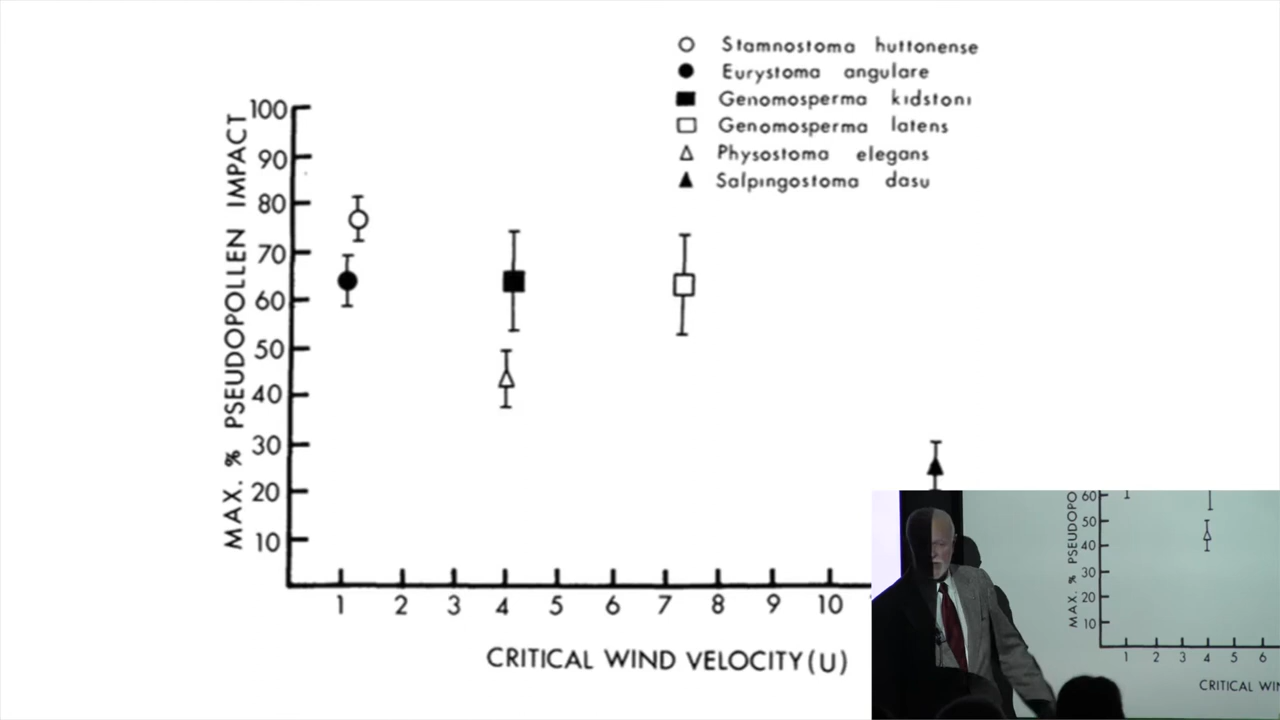 Stamnostoma huttonense
Eurystoma angulare
Genomosperma kidstoni
Genomosperma latens
Physostoma elegans
Salpingostoma dasu
MAX. % PSEUDOPOLLEN IMPACT
100
90
80
70
60
50
40
30
20
10
1 2 3 4 5 6 7 8 9 10
CRITICAL WIND VELOCITY (U)
MAX. % PSEUDOPO
60
50
40
30
20
10
1 2 3 4 5 6
CRITICAL WIN